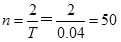 n = 2/T = 2/0.04 = 50